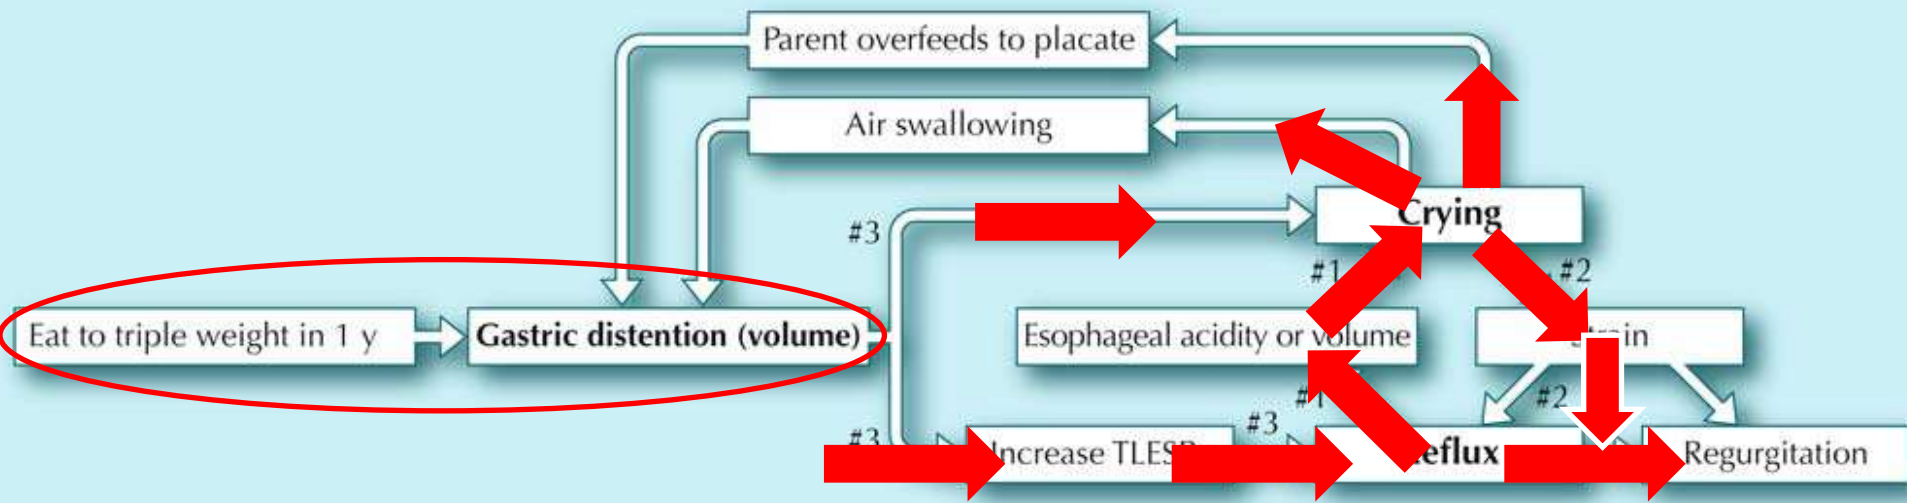 Parent overfeeds to placate
Air swallowing
Crying
#3
#1
#2
Eat to triple weight in 1 y
Gastric distention (volume)
Esophageal acidity or volume
#2
#1
#3
#3
Increase
Regurgitation